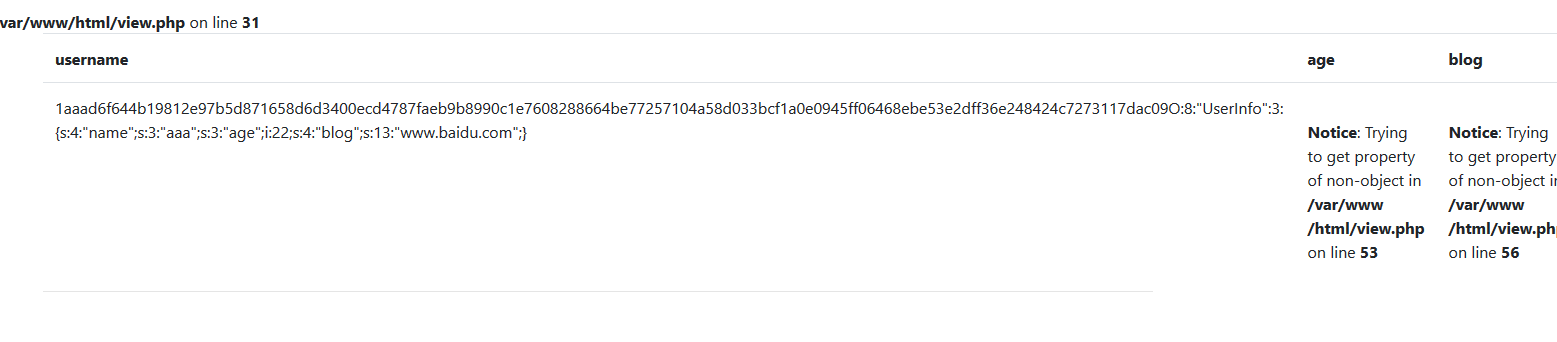 var/www/html/view.php on line 31
username age blog
1aaad6f644b19812e97b5d871658d6d3400ecd4787faeb9b8990c1e7608288664be77257104a58d033bcf1a0e0945ff06468ebe53e2dff36e248424c7273117dac09O:8:"UserInfo":3:
{s:4:"name";s:3:"aaa";s:3:"age";i:22;s:4:"blog";s:13:"www.baidu.com";}
Notice: Trying
to get property
of non-object in
/var/www
/html/view.php
on line 53
Notice: Trying
to get property
of non-object in
/var/www
/html/view.php
on line 56